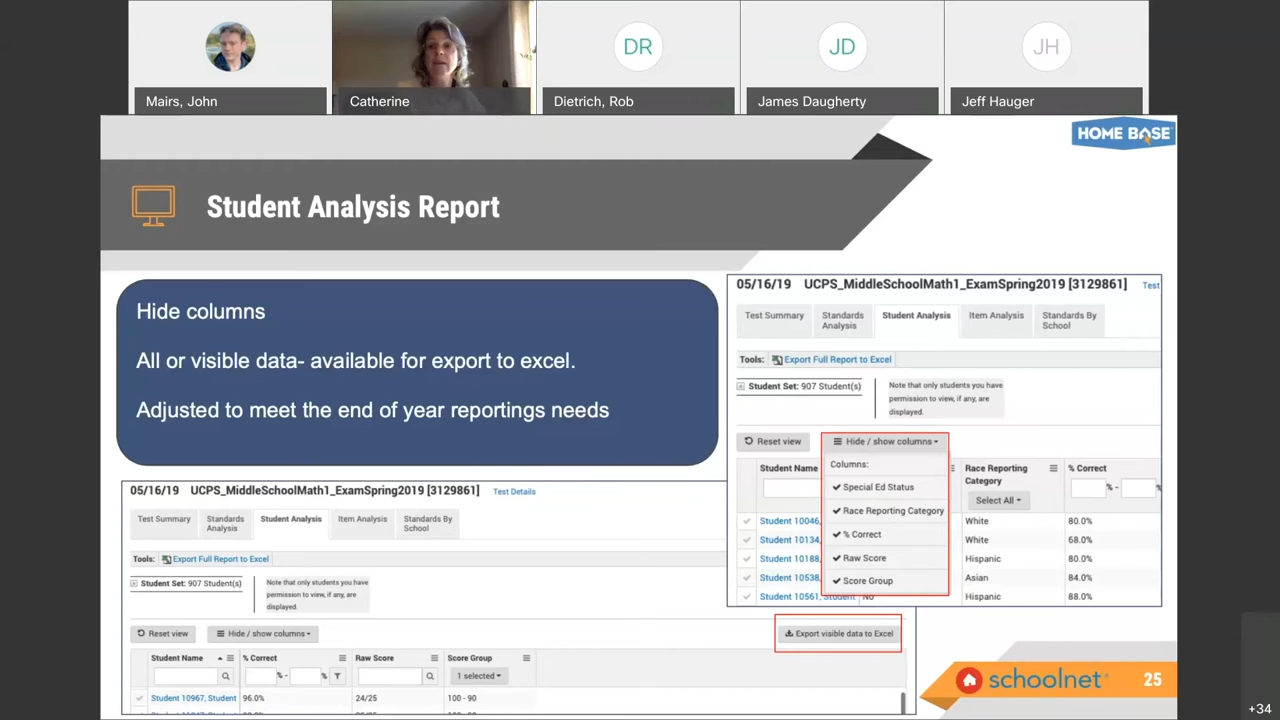 DR
JD
JH
Mairs, John
Catherine
Dietrich, Rob
James Daugherty
Jeff Hauger
HOME BASE
Student Analysis Report
Hide columns
All or visible data- available for export to excel.
Adjusted to meet the end of year reportings needs
05/16/19 UCPS_MiddleSchoolMath1_ExamSpring2019 [3129861] Test
Test Summary
Standards Analysis
Student Analysis
Item Analysis
Standards By School
Tools: Export Full Report to Excel
Student Set: 907 Student(s)
Note that only students you have
permission to view, if any, are
displayed.
Reset view
Hide / show columns
Student Name
Columns:
Special Ed Status
Race Reporting Category
% Correct
Raw Score
Score Group
Race Reporting Category
Select All
% Correct
% - %
Student 10046, White 80.0%
Student 10134, White 68.0%
Student 10188, Hispanic 80.0%
Student 10538, Asian 84.0%
Student 10561, Student No Hispanic 88.0%
05/16/19 UCPS_MiddleSchoolMath1_ExamSpring2019 [3129861] Test Details
Test Summary
Standards Analysis
Student Analysis
Item Analysis
Standards By School
Tools: Export Full Report to Excel
Student Set: 907 Student(s)
Note that only students you have
permission to view, if any, are
displayed.
Reset view
Hide / show columns
Export visible data to Excel
Student Name % Correct Raw Score Score Group
% - % 1 selected
Student 10967, Student 96.0% 24/25 100 - 90
schoolnet 25
+34